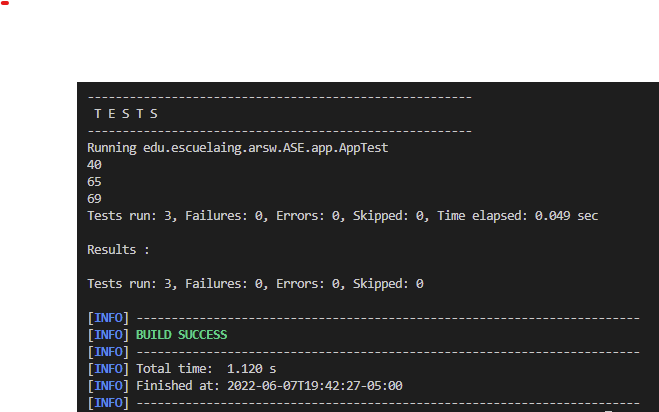 -------------------------------------------------------
 T E S T S
-------------------------------------------------------
Running edu.escuelaing.arsw.ASE.app.AppTest
40
65
69
Tests run: 3, Failures: 0, Errors: 0, Skipped: 0, Time elapsed: 0.049 sec
Results :
Tests run: 3, Failures: 0, Errors: 0, Skipped: 0
[INFO] ------------------------------------------------------------------------
[INFO] BUILD SUCCESS
[INFO] ------------------------------------------------------------------------
[INFO] Total time:  1.120 s
[INFO] Finished at: 2022-06-07T19:42:27-05:00
[INFO] ------------------------------------------------------------------------